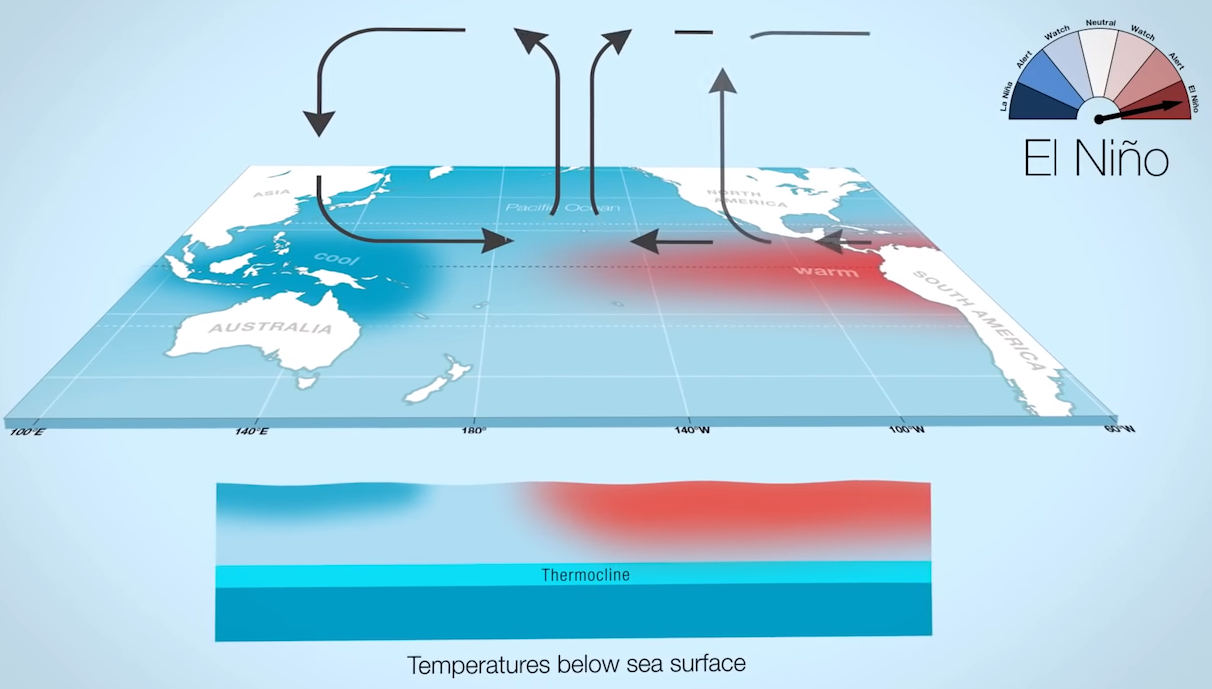 La Niña
Alert
Watch
Neutral
Watch
Alert
El Niño
El Niño
ASIA
NORTH
AMERICA
Pacific Ocean
cool
warm
AUSTRALIA
SOUTH AMERICA
100°E
140°E
180°
140°W
100°W
60°W
Thermocline
Temperatures below sea surface